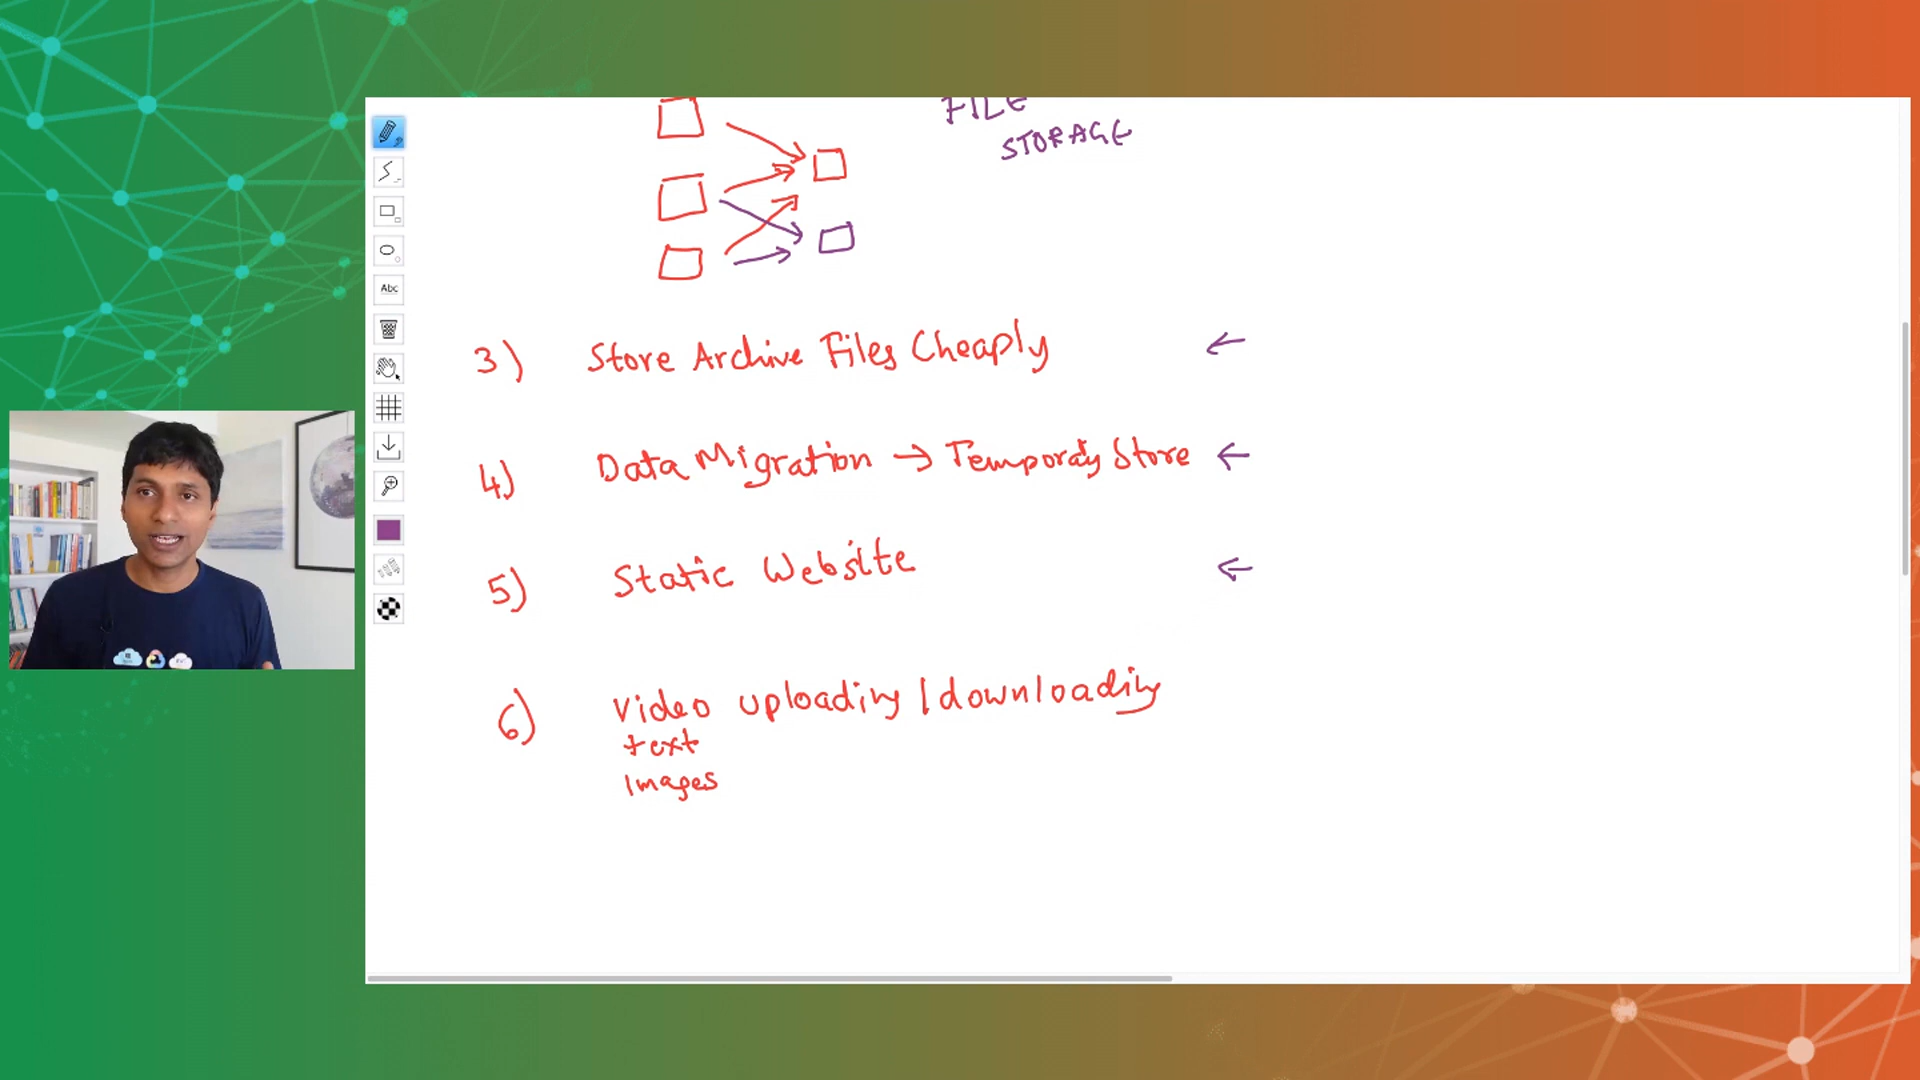 FILE
STORAGE
Abc
3) Store Archive Files Cheaply ←
4) Data Migration → Temporary Store ←
5) Static Website ←
6) Video uploading / downloading
text
Images